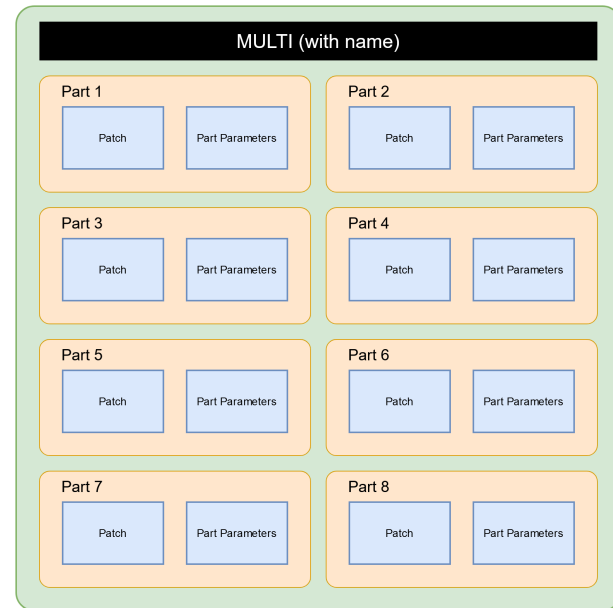 MULTI (with name)
Part 1
Patch
Part Parameters
Part 2
Patch
Part Parameters
Part 3
Patch
Part Parameters
Part 4
Patch
Part Parameters
Part 5
Patch
Part Parameters
Part 6
Patch
Part Parameters
Part 7
Patch
Part Parameters
Part 8
Patch
Part Parameters